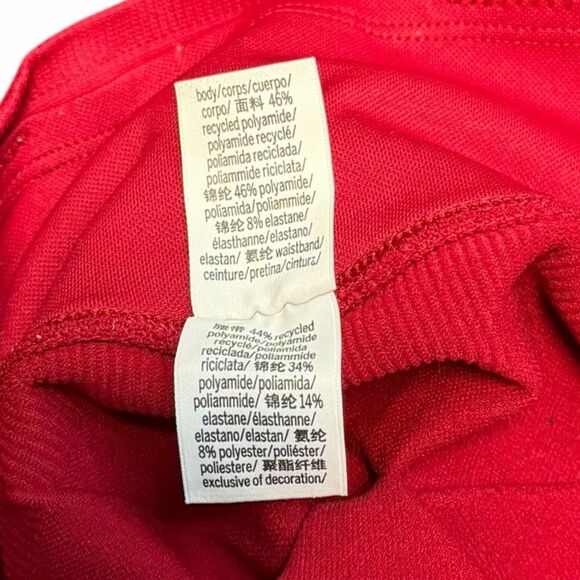 body/corps/cuerpo/
corpo/ 面料 46%
recycled polyamide/
polyamide recyclé/
poliamida reciclada/
poliammide riciclata/
锦纶 46% polyamide/
poliamida/poliammide/
锦纶 8% elastane/
élasthanne/elastano/
elastan/ 氨纶 waistband/
ceinture/pretina/cintura/
腰带 44% recycled
polyamide/polyamide
recyclé/poliamida
reciclada/poliammide
riciclata/ 锦纶 34%
polyamide/poliamida/
poliammide/ 锦纶 14%
elastane/élasthanne/
elastano/elastan/ 氨纶
8% polyester/poliéster/
poliestere/ 聚酯纤维
exclusive of decoration/